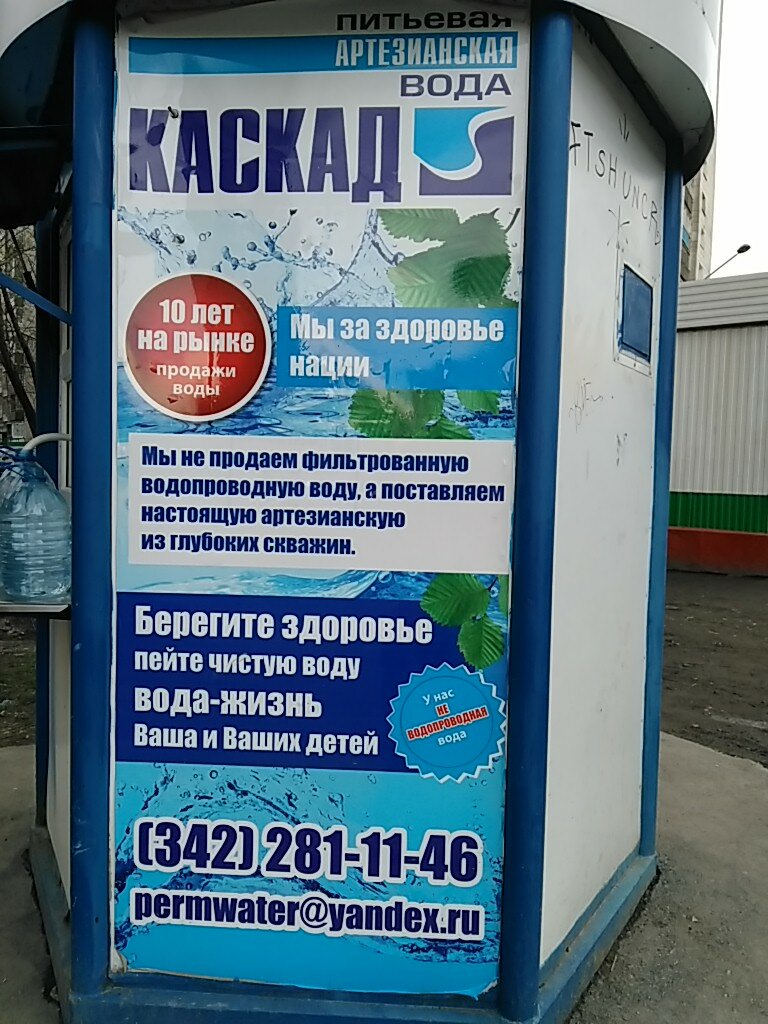 ПИТЬЕВАЯ
АРТЕЗИАНСКАЯ
ВОДА
КАСКАД
10 лет
на рынке
продажи
воды
Мы за здоровье
нации
Мы не продаем фильтрованную
водопроводную воду, а поставляем
настоящую артезианскую
из глубоких скважин.
Берегите здоровье
пейте чистую воду
вода-жизнь
Ваша и Ваших детей
У нас
НЕ
ВОДОПРОВОДНАЯ
вода
(342) 281-11-46
permwater@yandex.ru